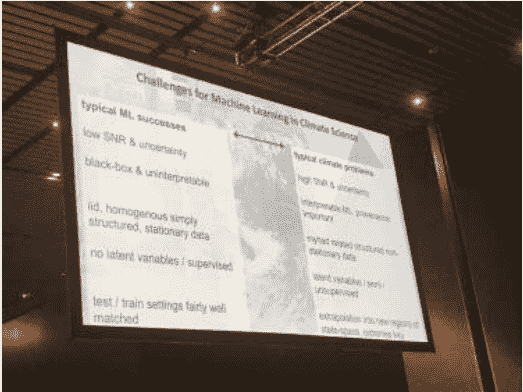 Challenges for Machine Learning in Climate Science
typical ML successes
low SNR & uncertainty
black-box & uninterpretable
iid, homogenous simply
structured, stationary data
no latent variables / supervised
test / train settings fairly well
matched
typical climate problems
high SNR & uncertainty
interpretable ML, provenance
important
structured non-
stationary data
latent variables / semi /
unsupervised
extrapolation into new regions of
state-space, extremes key